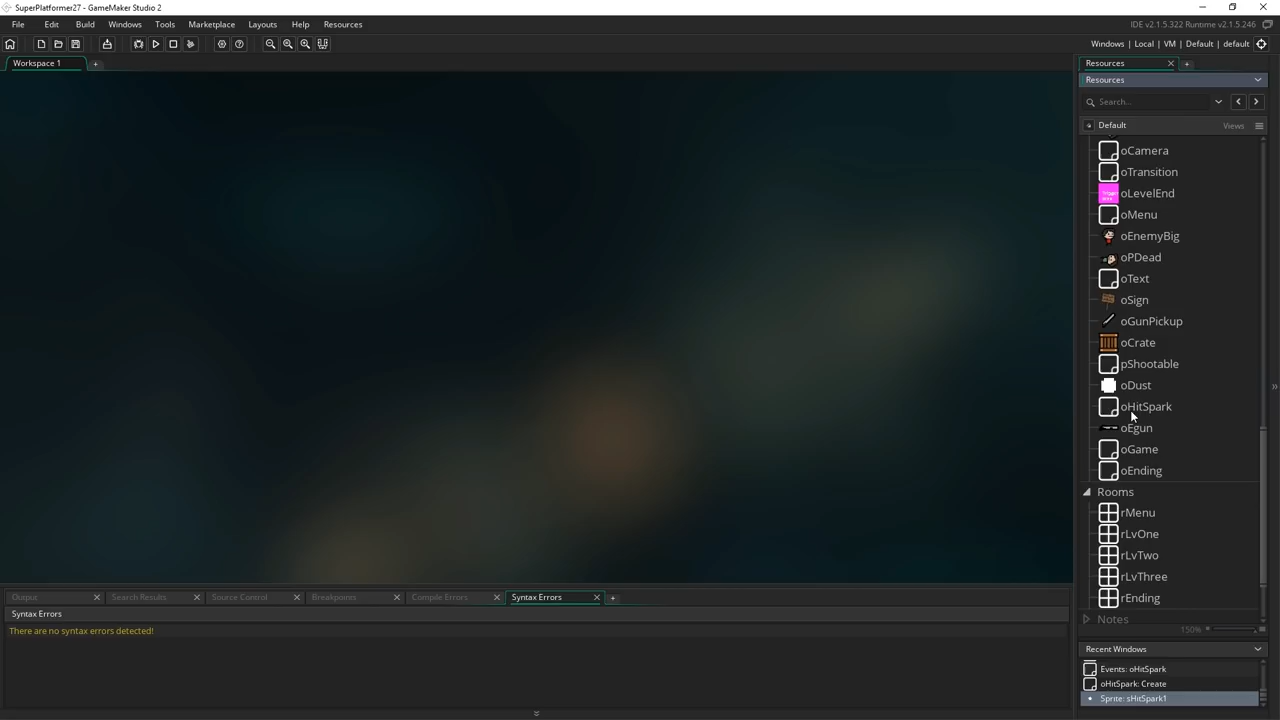 SuperPlatformer27 - GameMaker Studio 2
File Edit Build Windows Tools Marketplace Layouts Help Resources
IDE v2.1.5.322 Runtime v2.1.5.246
Windows | Local | VM | Default | default
Workspace 1
Resources
Resources
Search...
Default Views
oCamera
oTransition
oLevelEnd
oMenu
oEnemyBig
oPDead
oText
oSign
oGunPickup
oCrate
pShootable
oDust
oHitSpark
oEgun
oGame
oEnding
Rooms
rMenu
rLvOne
rLvTwo
rLvThree
rEnding
Notes
150%
Output Search Results Source Control Breakpoints Compile Errors Syntax Errors
Syntax Errors
There are no syntax errors detected!
Recent Windows
Events: oHitSpark
oHitSpark: Create
Sprite: sHitSpark1